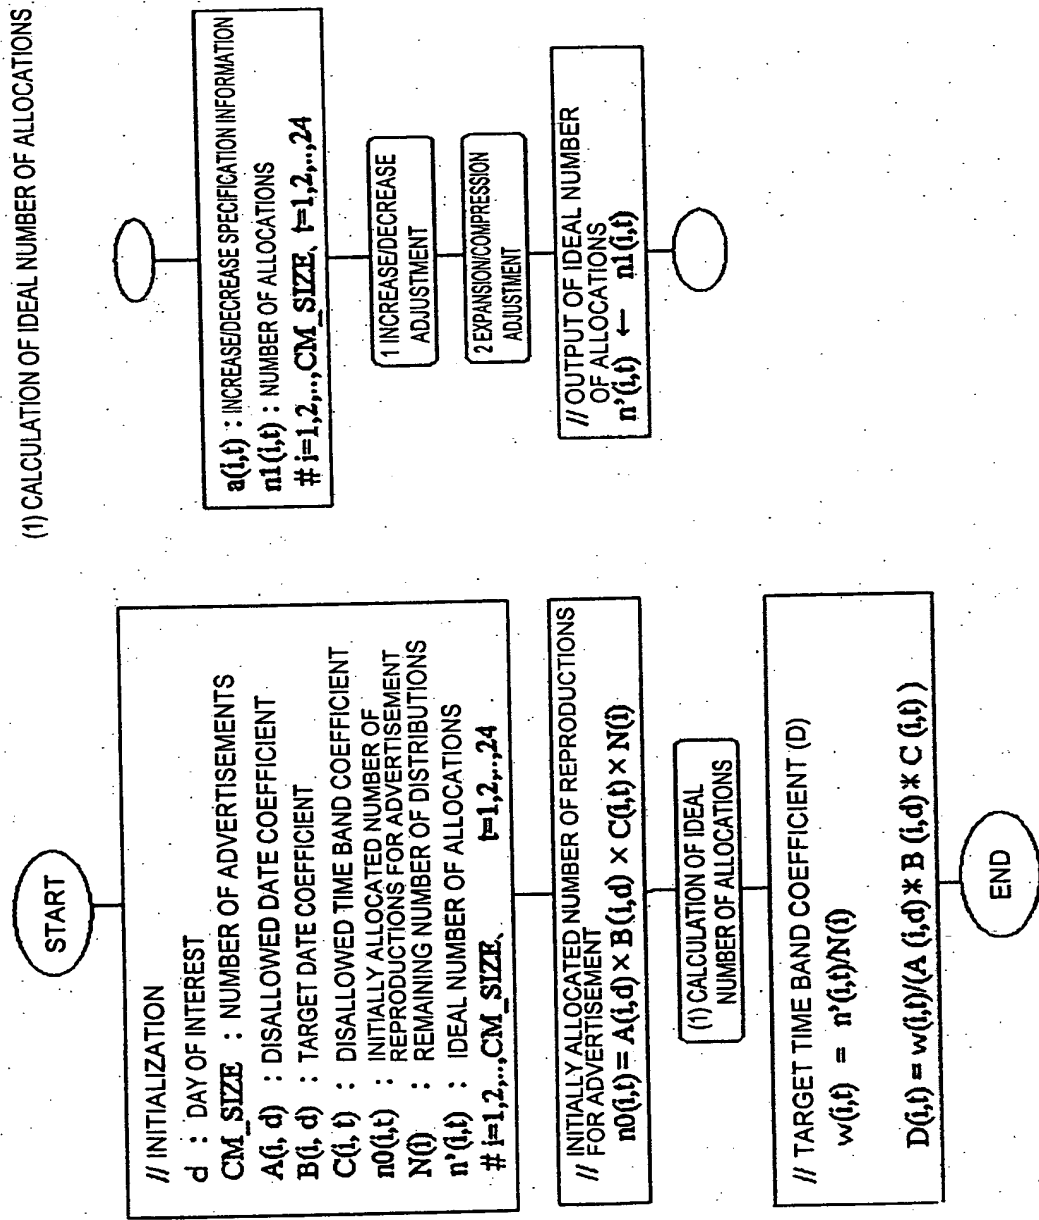 START
// INITIALIZATION
d : DAY OF INTEREST
CM_SIZE : NUMBER OF ADVERTISEMENTS
A(i, d) : DISALLOWED DATE COEFFICIENT
B(i, d) : TARGET DATE COEFFICIENT
C(i, t) : DISALLOWED TIME BAND COEFFICIENT
n0(i,t) : INITIALLY ALLOCATED NUMBER OF
REPRODUCTIONS FOR ADVERTISEMENT
N(i) : REMAINING NUMBER OF DISTRIBUTIONS
n'(i,t) : IDEAL NUMBER OF ALLOCATIONS
# i=1,2,..,CM_SIZE、 t=1,2,..,24
// INITIALLY ALLOCATED NUMBER OF REPRODUCTIONS
// FOR ADVERTISEMENT
n0(i,t) = A(i,d) × B(i,d) × C(i,t) × N(i)
(1) CALCULATION OF IDEAL
NUMBER OF ALLOCATIONS
// TARGET TIME BAND COEFFICIENT (D)
w(i,t) = n'(i,t)/N(i)
D(i,t) = w(i,t)/(A (i,d) * B (i,d) * C (i,t) )
END
(1) CALCULATION OF IDEAL NUMBER OF ALLOCATIONS
a(i,t) : INCREASE/DECREASE SPECIFICATION INFORMATION
n1(i,t) : NUMBER OF ALLOCATIONS
# i=1,2,..,CM_SIZE、 t=1,2,..,24
1 INCREASE/DECREASE
ADJUSTMENT
2 EXPANSION/COMPRESSION
ADJUSTMENT
// OUTPUT OF IDEAL NUMBER
OF ALLOCATIONS
n'(i,t) ← n1(i,t)